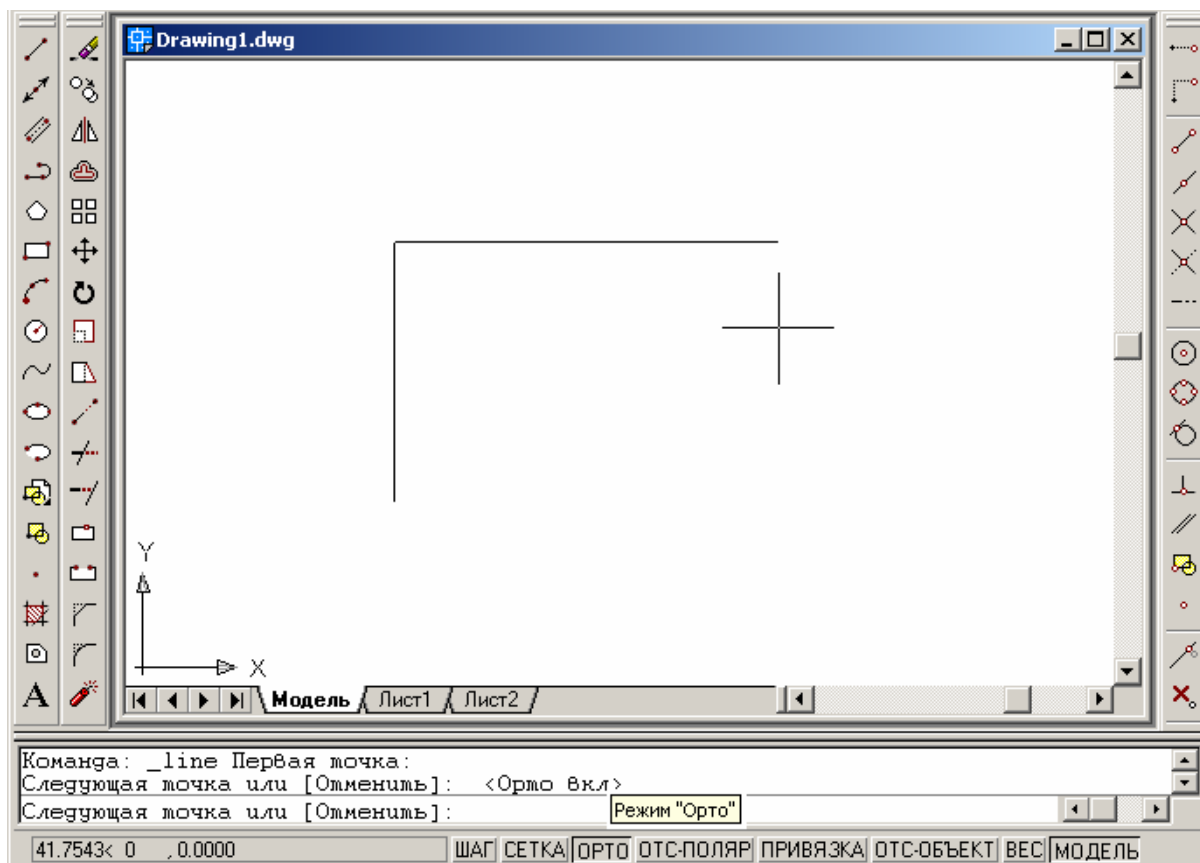 Drawing1.dwg
Y
X
A
Модель Лист1 Лист2
Команда: _line Первая точка:
Следующая точка или [Отменить]: <Орто вкл>
Следующая точка или [Отменить]:
Режим "Орто"
41.7543< 0 , 0.0000 ШАГ СЕТКА ОРТО ОТС-ПОЛЯР ПРИВЯЗКА ОТС-ОБЪЕКТ ВЕС МОДЕЛЬ